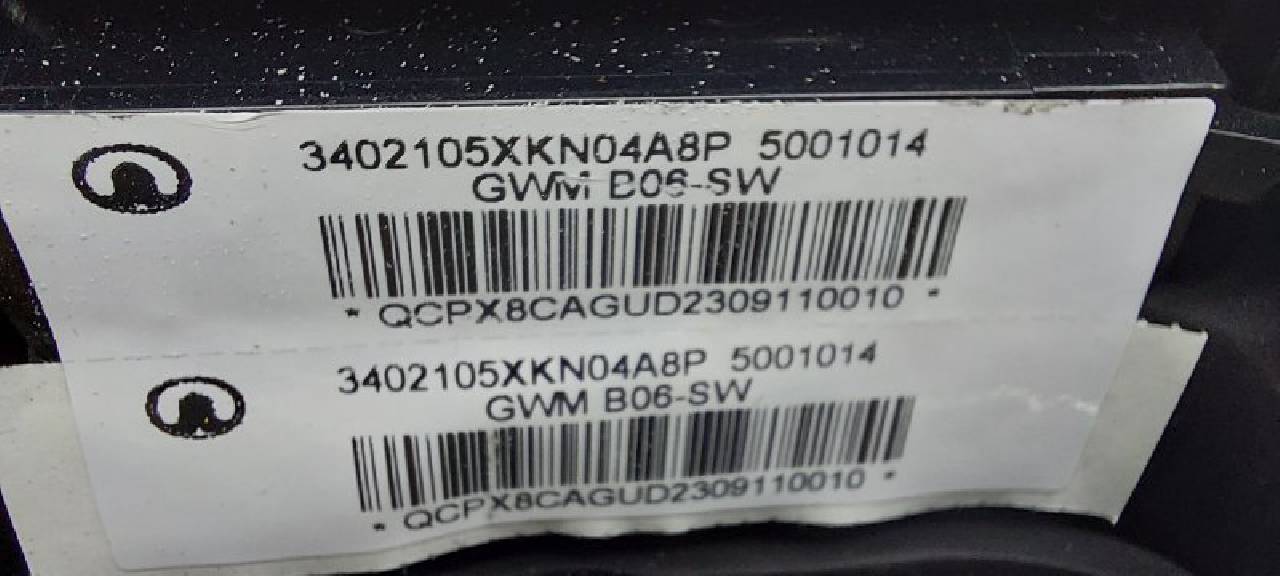 3402105XKN04A8P 5001014
GWM B06-SW
* QCPX8CAGUD2309110010 *
3402105XKN04A8P 5001014
GWM B06-SW
* QCPX8CAGUD2309110010 *